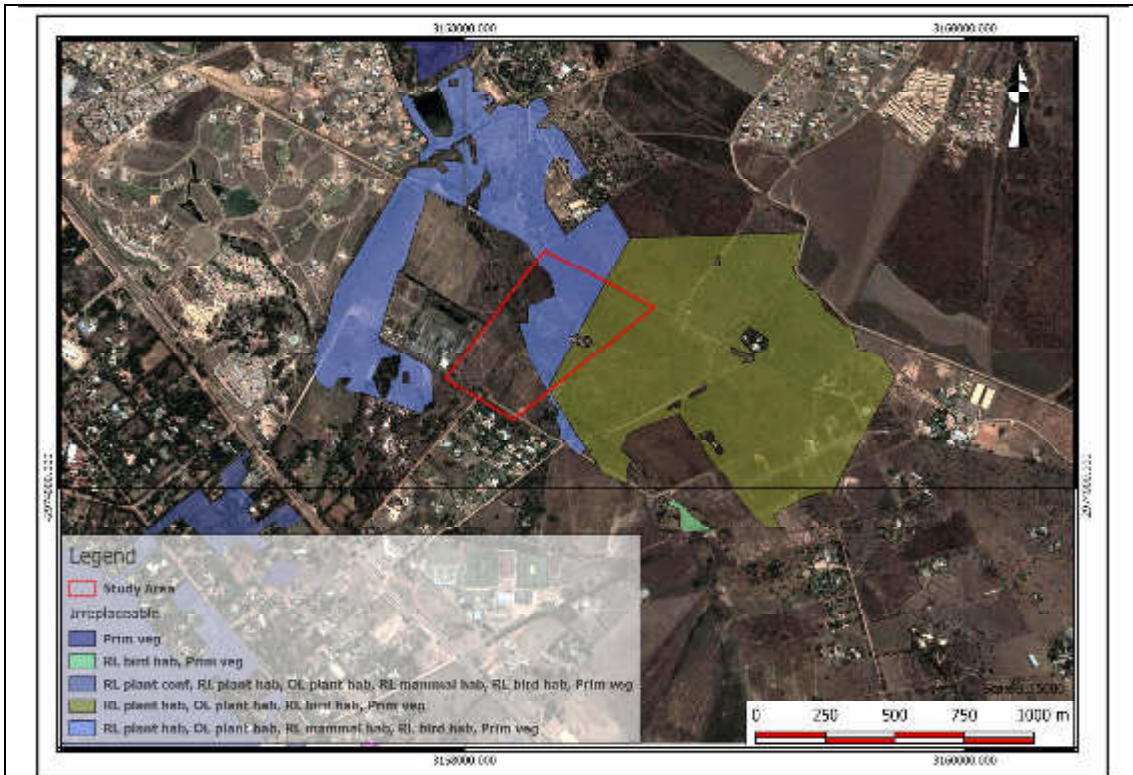 3158000.000 3160000.000
Legend
Study Area
Irreplaceable
Prim veg
RL bird hab, Prim veg
RL plant conf, RL plant hab, OL plant hab, RL mammal hab, RL bird hab, Prim veg
RL plant hab, OL plant hab, RL bird hab, Prim veg
RL plant hab, OL plant hab, RL mammal hab, RL bird hab, Prim veg
0 250 500 750 1000 m
3158000.000 3160000.000